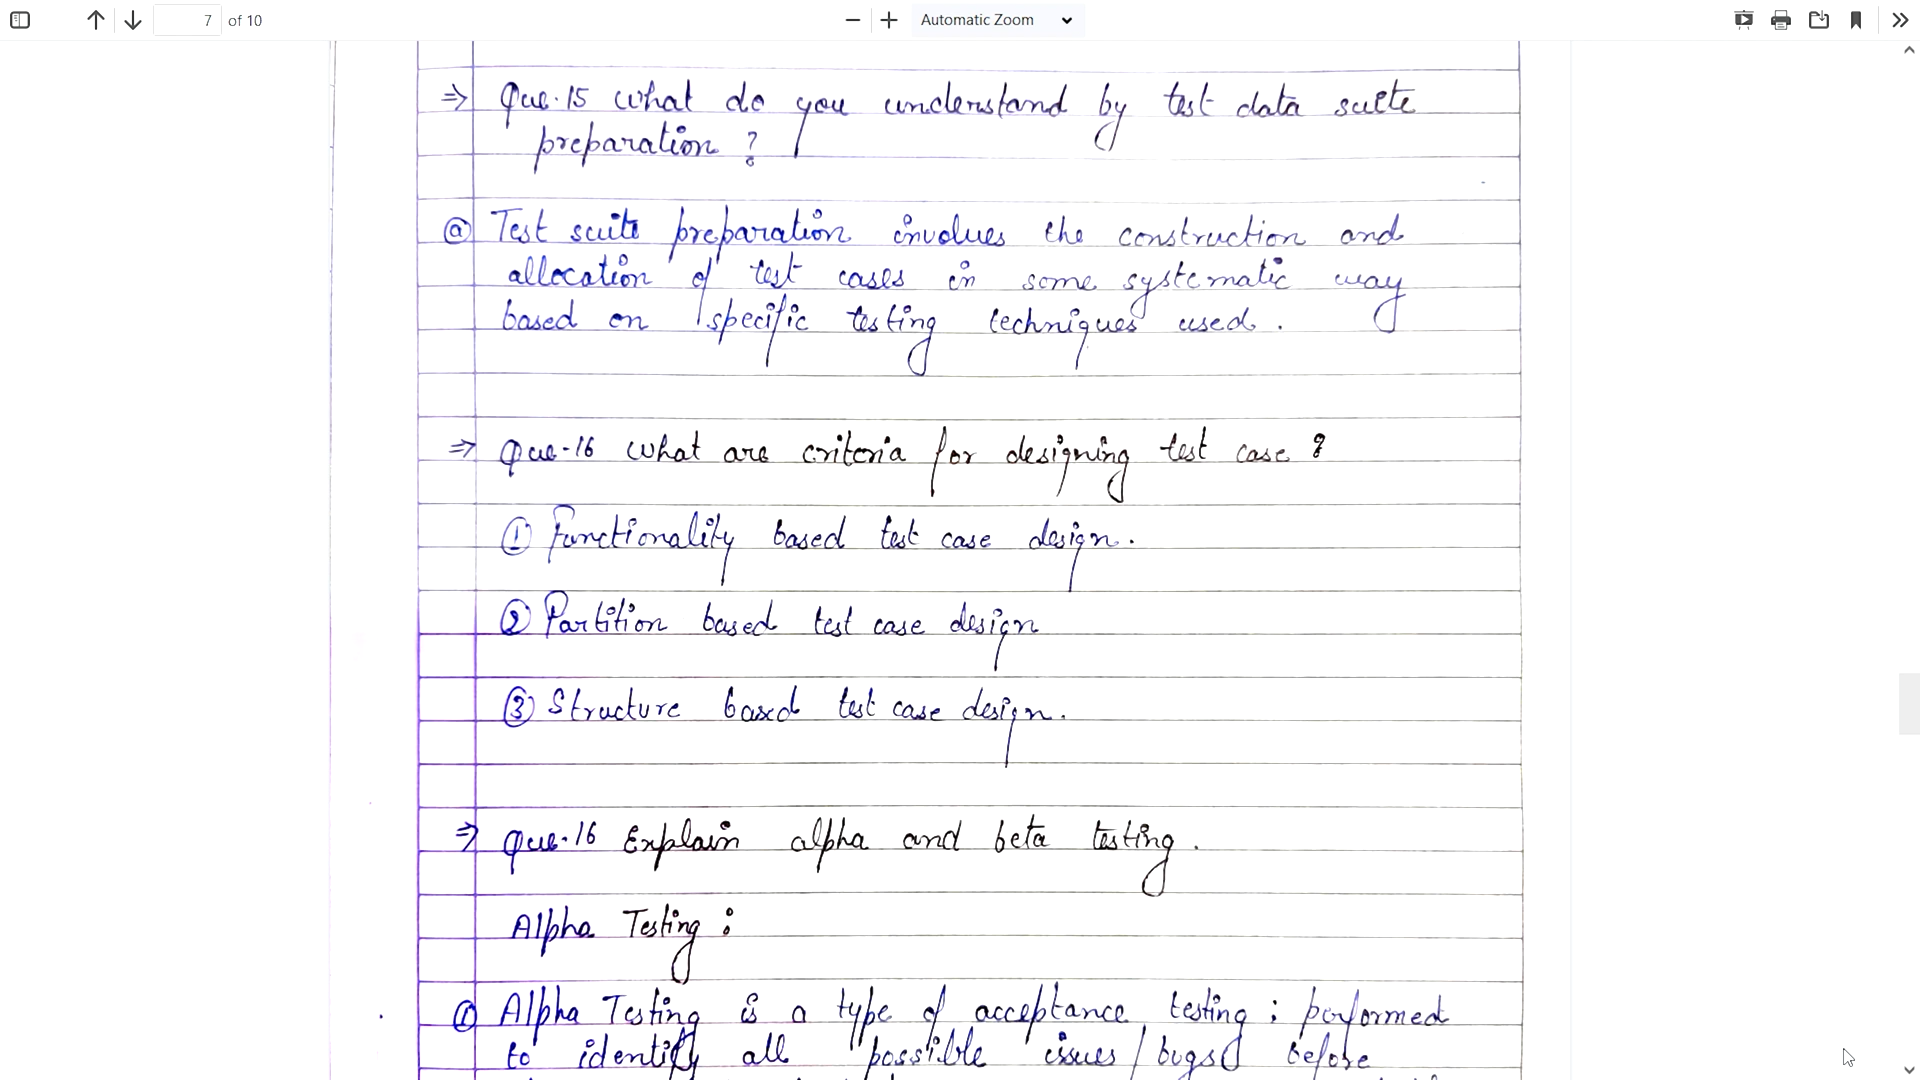 7 of 10 Automatic Zoom
⇒ Que.15 What do you understand by test data suite
preparation ?
ⓐ Test suite preparation involves the construction and
allocation of test cases in some systematic way
based on specific testing techniques used.
⇒ Que-16 What are criteria for designing test case ?
① Functionality based test case design.
② Partition based test case design
③ Structure based test case design.
⇒ Que.16 Explain alpha and beta testing.
Alpha Testing :
① Alpha Testing is a type of acceptance testing ; performed
to identify all possible issues / bugs before